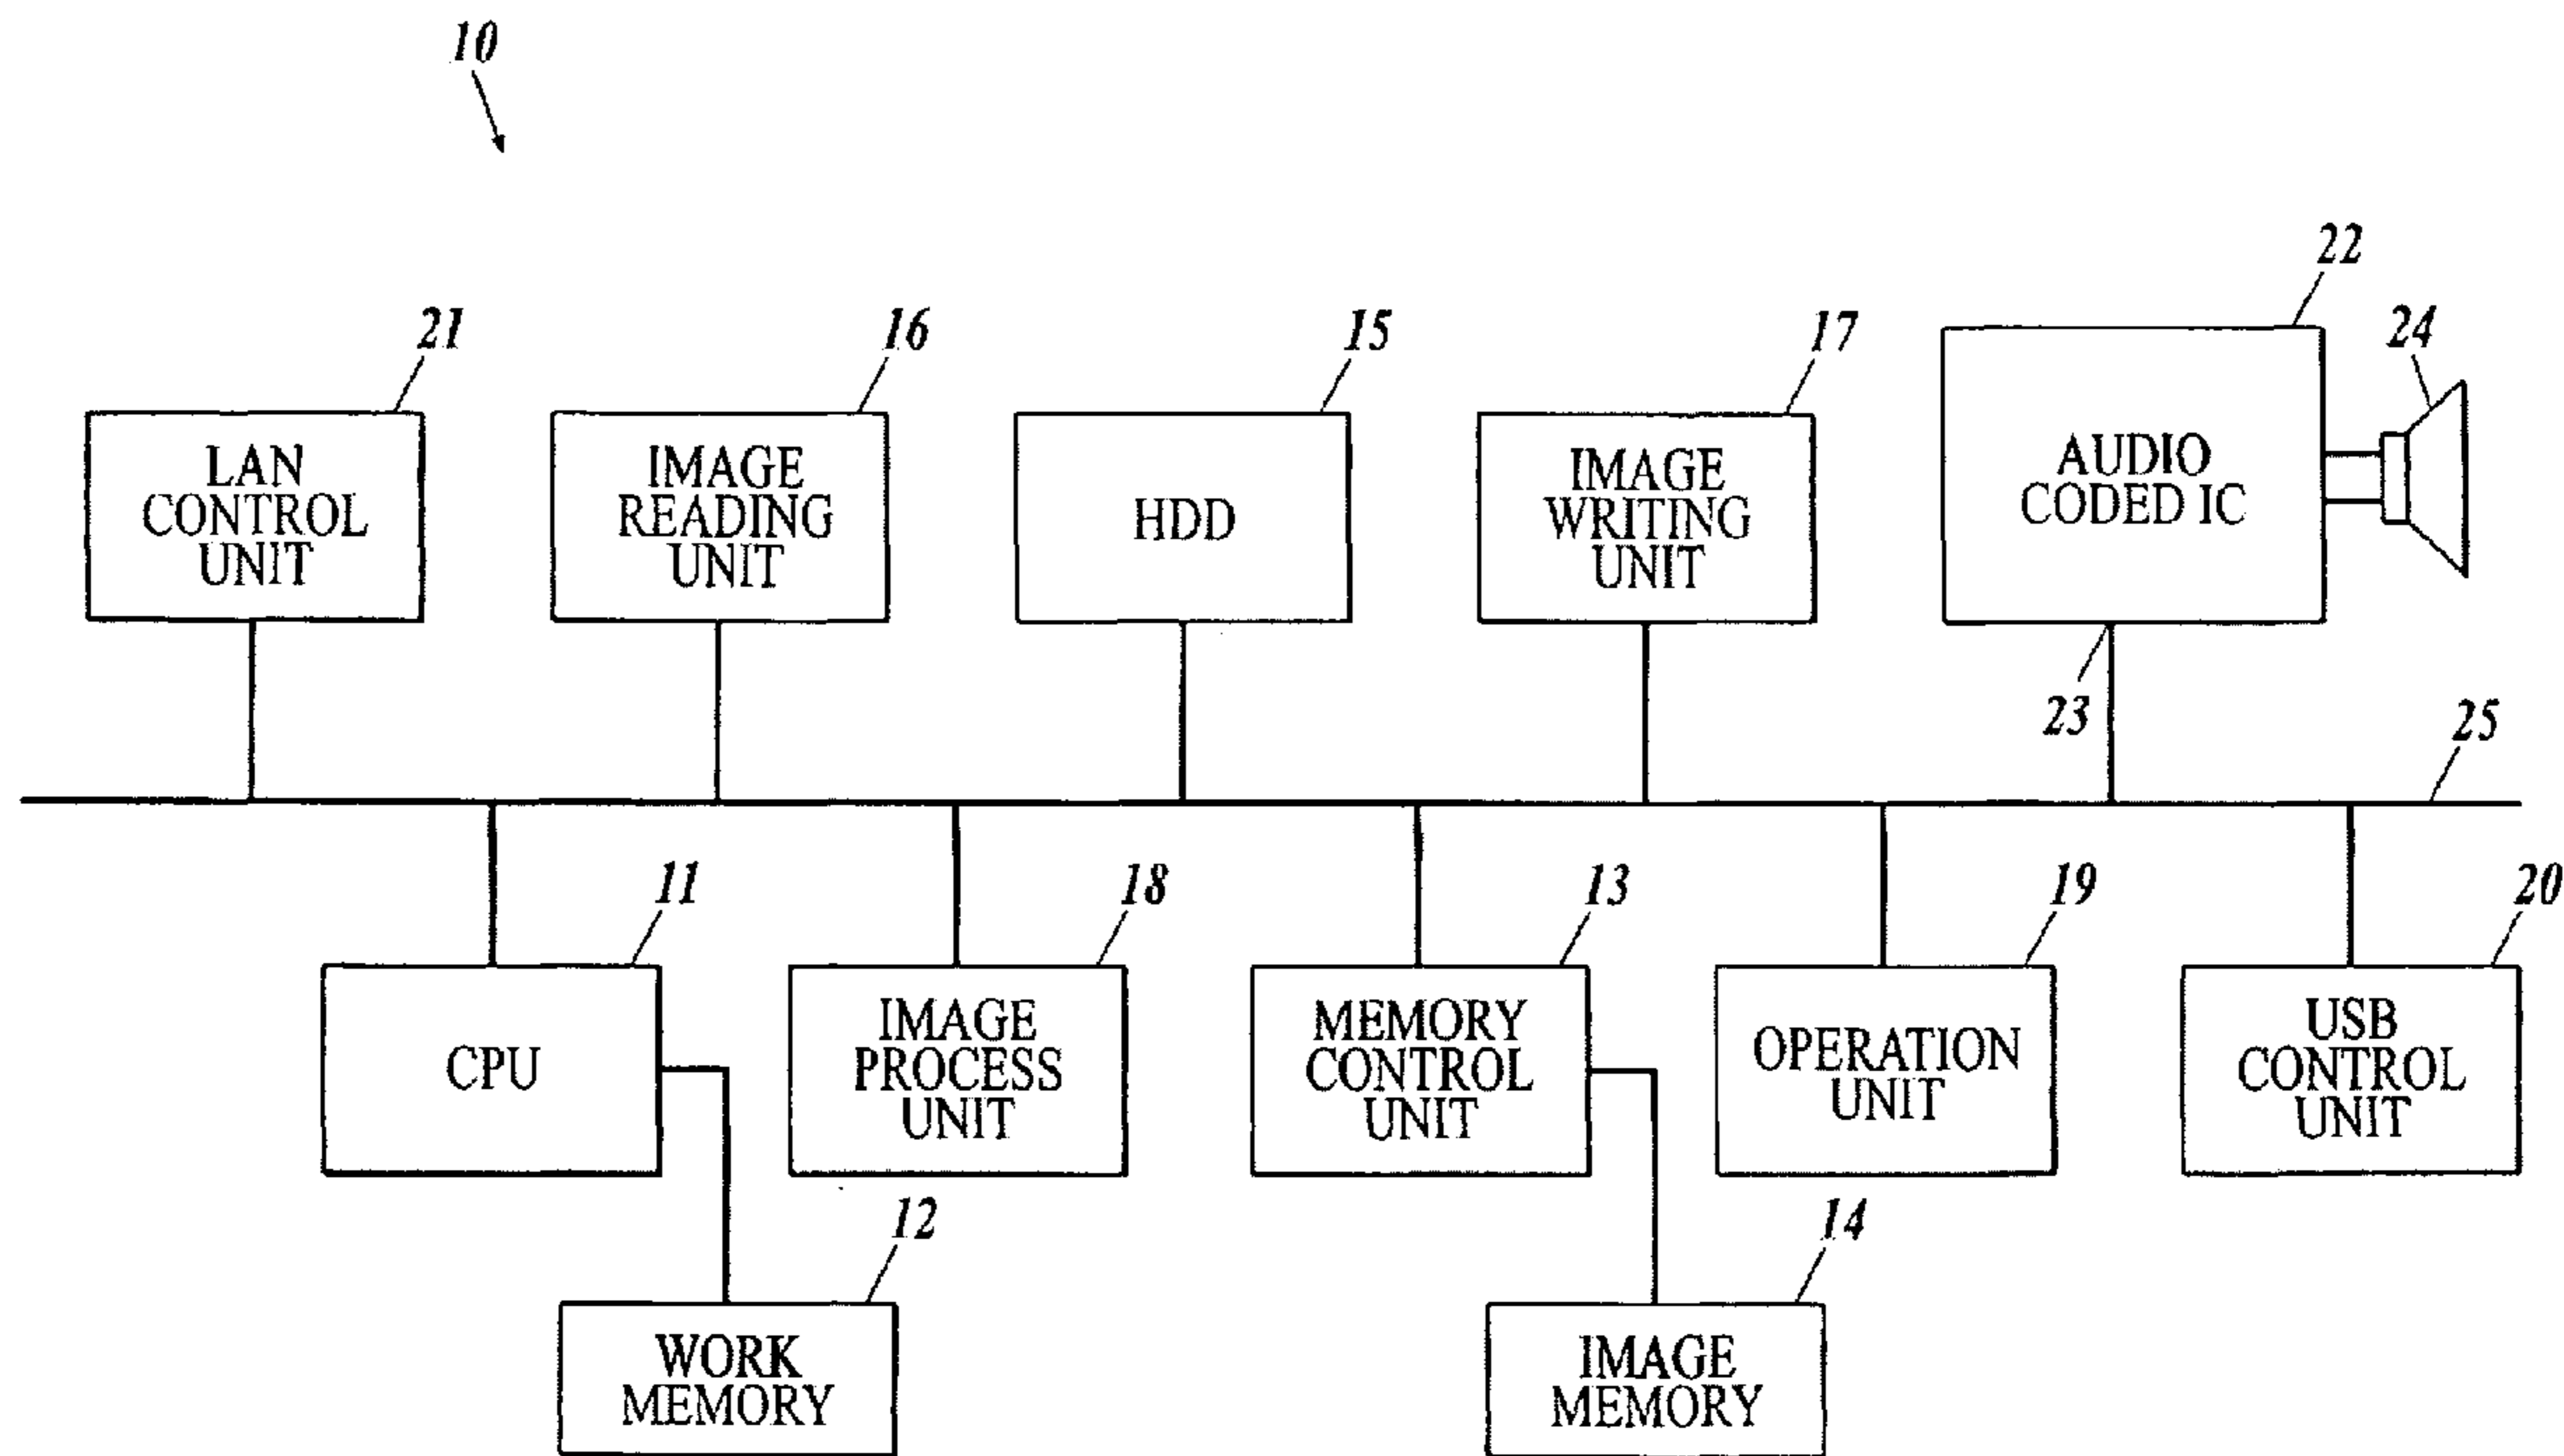 10
22
21
16
15
17
24
LAN
CONTROL
UNIT
IMAGE
READING
UNIT
HDD
IMAGE
WRITING
UNIT
AUDIO
CODED IC
23
25
11
18
13
19
20
CPU
IMAGE
PROCESS
UNIT
MEMORY
CONTROL
UNIT
OPERATION
UNIT
USB
CONTROL
UNIT
12
14
WORK
MEMORY
IMAGE
MEMORY